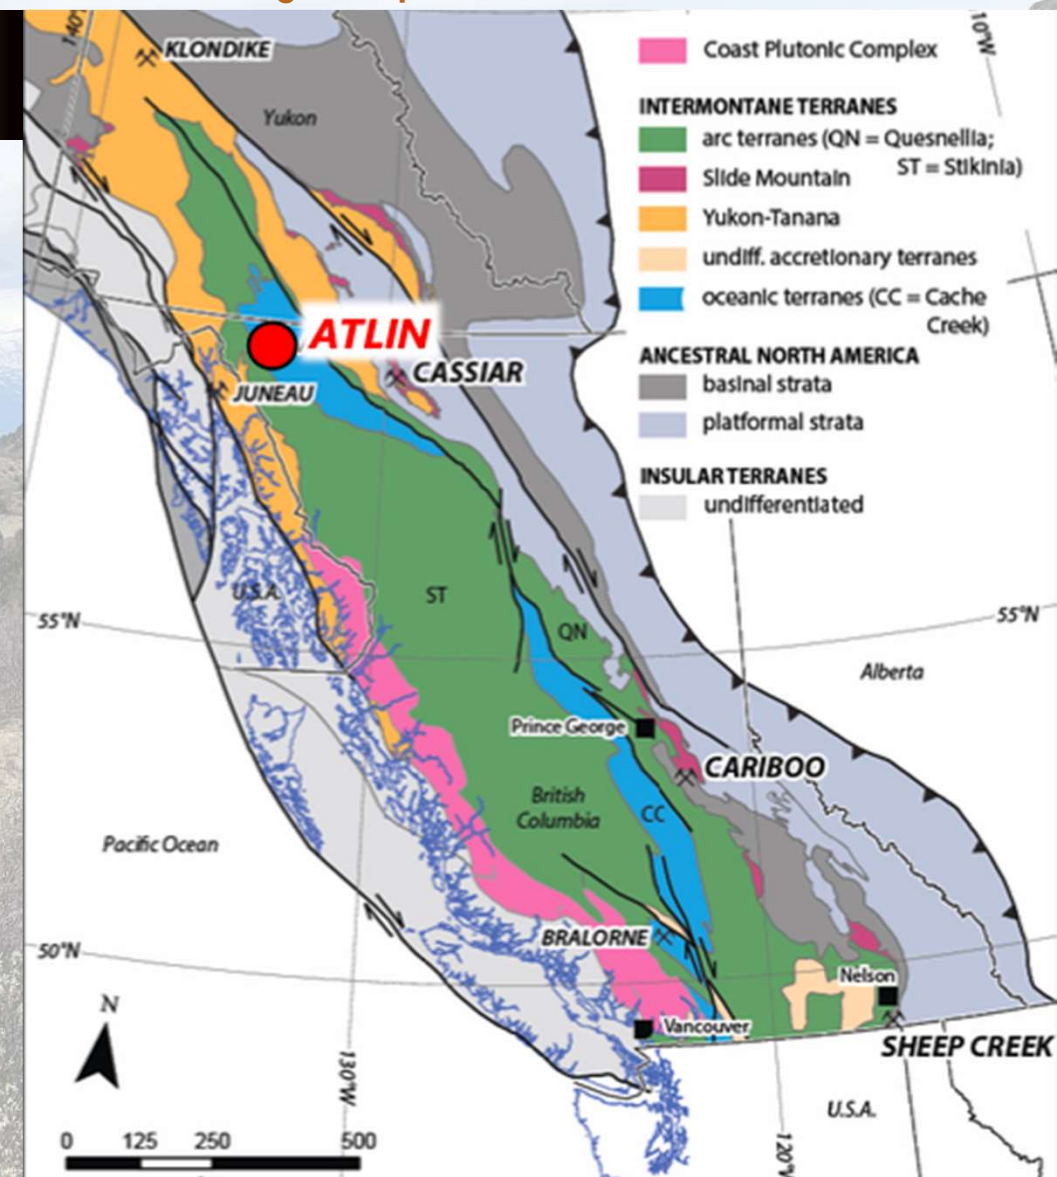 Coast Plutonic Complex
INTERMONTANE TERRANES
arc terranes (QN = Quesnellia;
ST = Stikinia)
Slide Mountain
Yukon-Tanana
undiff. accretionary terranes
oceanic terranes (CC = Cache
Creek)
ANCESTRAL NORTH AMERICA
basinal strata
platformal strata
INSULAR TERRANES
undifferentiated
140°
10°W
KLONDIKE
Yukon
ATLIN
CASSIAR
JUNEAU
U.S.A.
ST
QN
55°N
55°N
Alberta
Prince George
CARIBOO
British
Columbia
CC
Pacific Ocean
BRALORNE
50°N
Nelson
N
Vancouver
SHEEP CREEK
130°W
U.S.A.
120°W
0 125 250 500